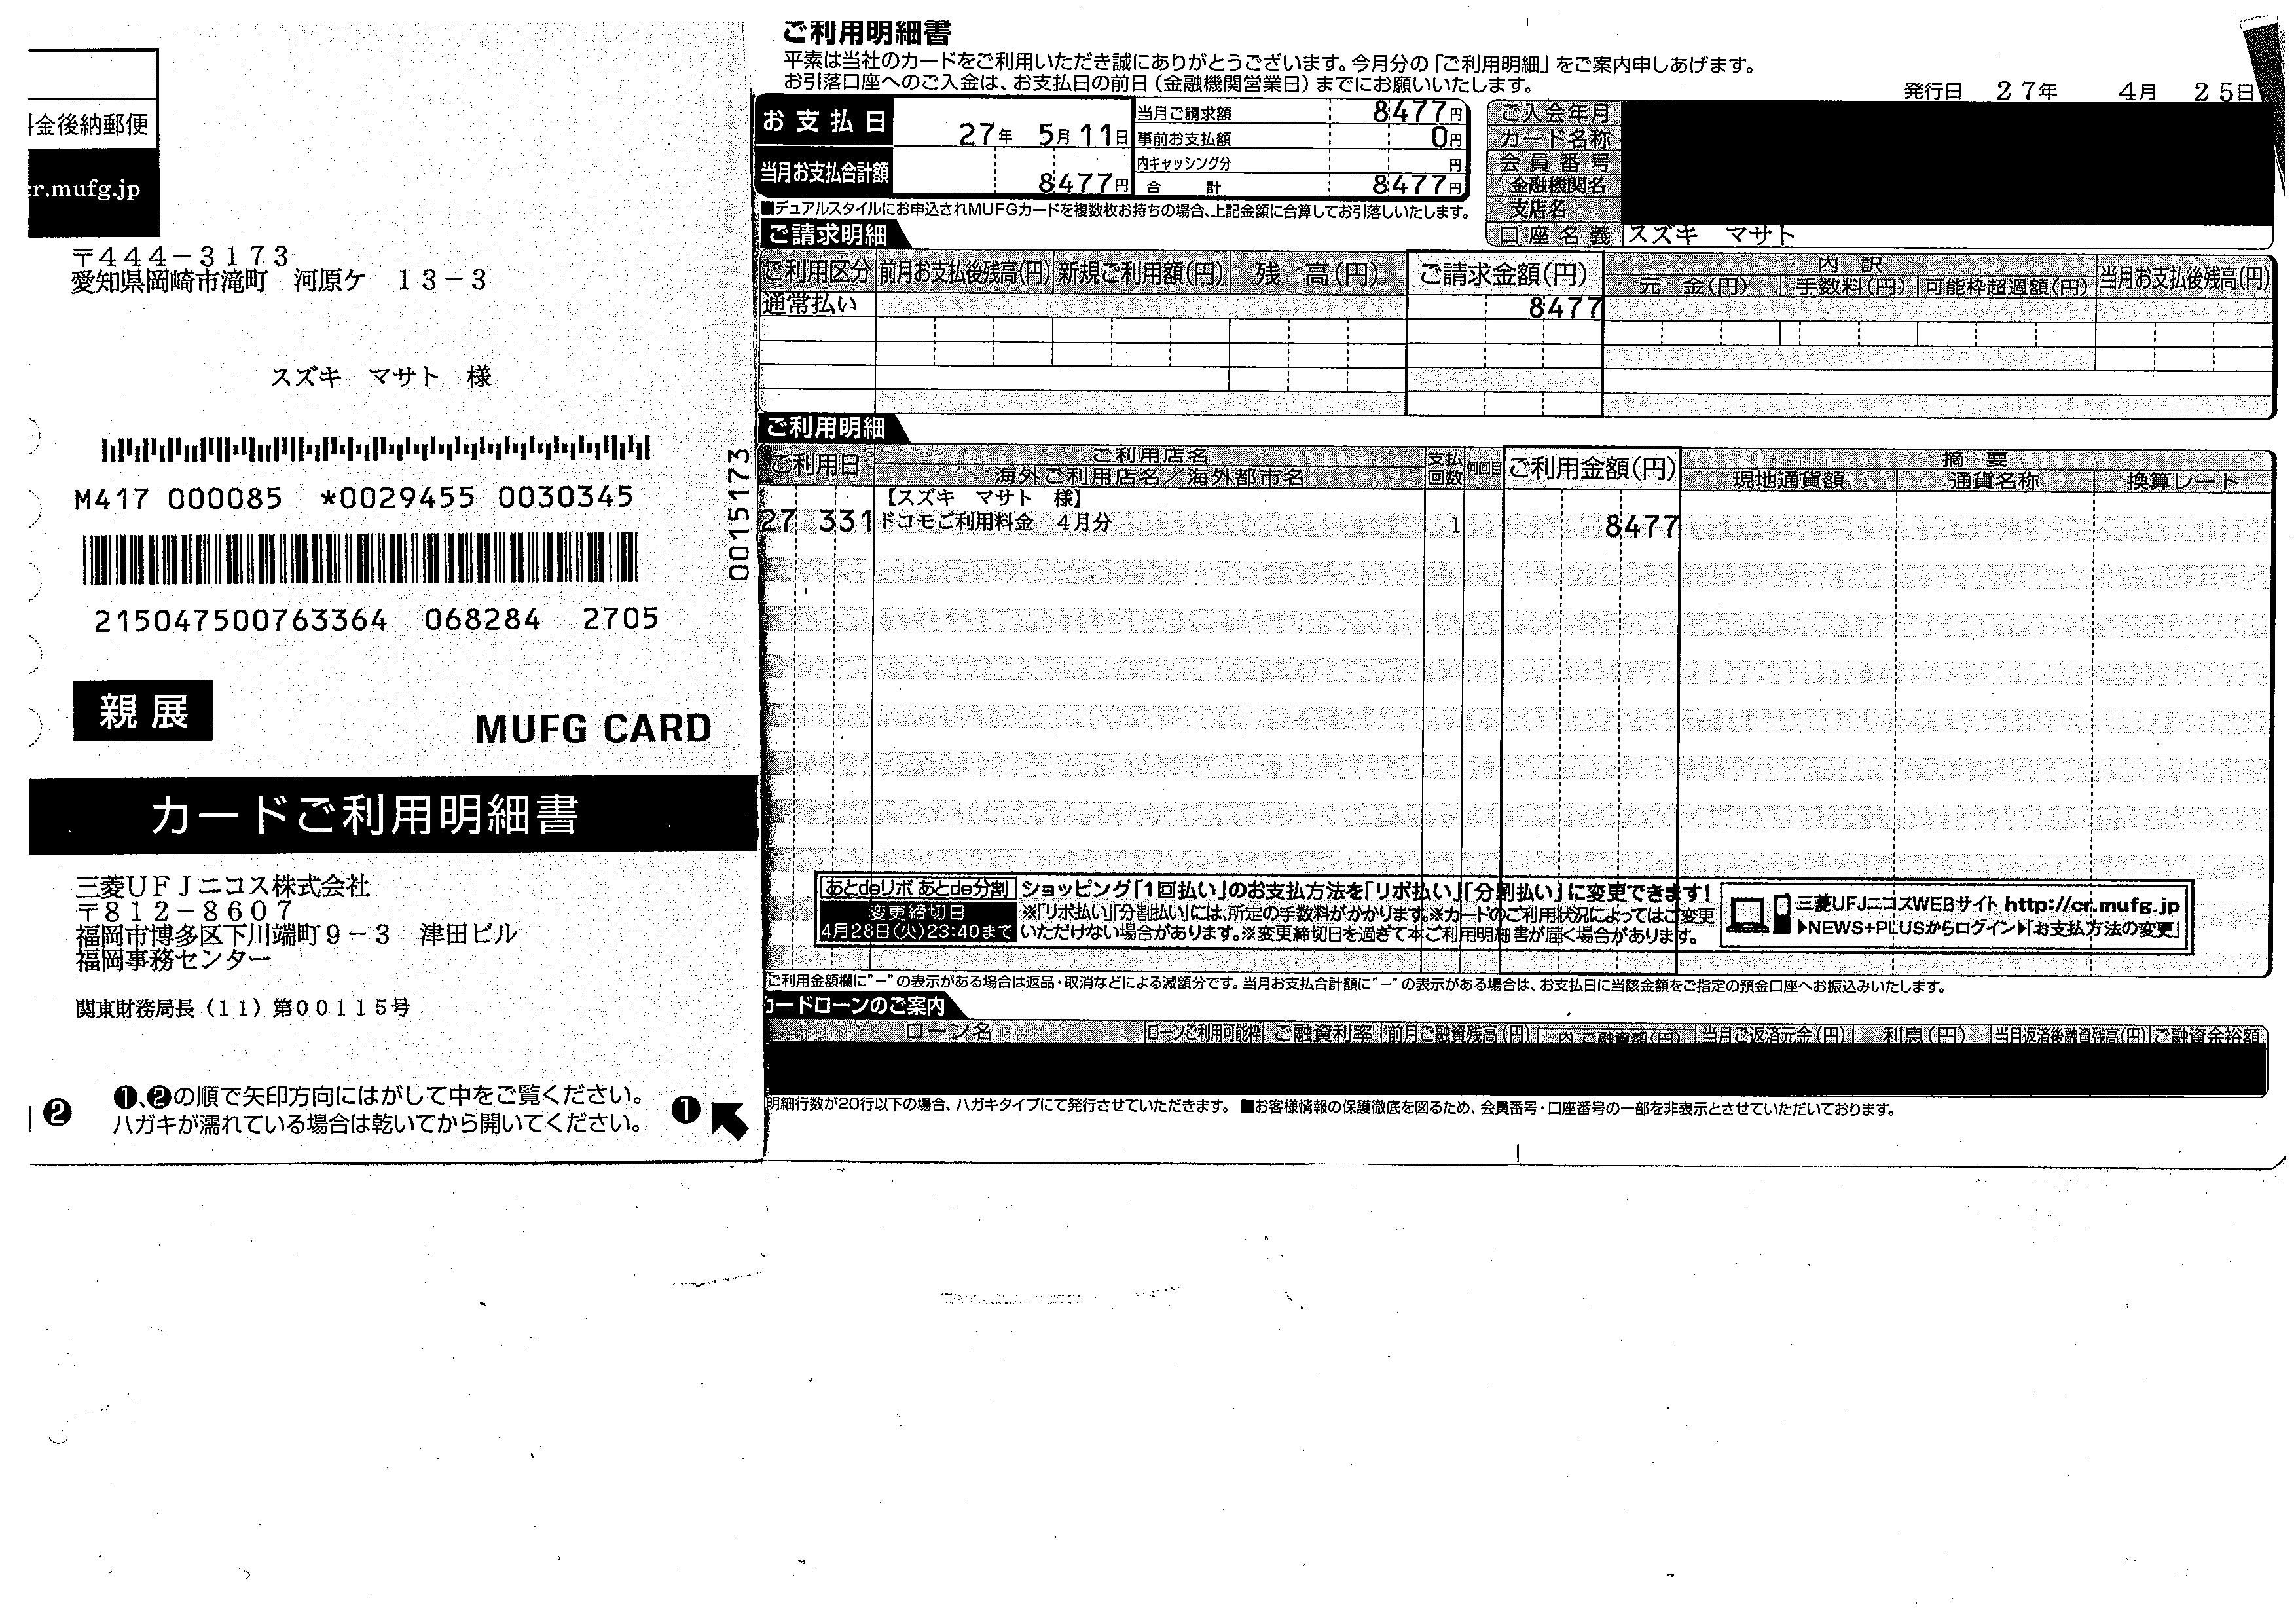 料金後納郵便
cr.mufg.jp
〒444-3173
愛知県岡崎市滝町 河原ケ 13-3
スズキ マサト 様
M417 000085 *0029455 0030345
215047500763364 068284 2705
0015173
親展
MUFG CARD
カードご利用明細書
三菱UFJニコス株式会社
〒812-8607
福岡市博多区下川端町9-3 津田ビル
福岡事務センター
関東財務局長(11)第00115号
❷
❶、❷の順で矢印方向にはがして中をご覧ください。
ハガキが濡れている場合は乾いてから開いてください。
❶
ご利用明細書
平素は当社のカードをご利用いただき誠にありがとうございます。今月分の「ご利用明細」をご案内申しあげます。
お引落口座へのご入金は、お支払日の前日(金融機関営業日)までにお願いいたします。
発行日 27年 4月 25日
お支払日 27年 5月11日
当月お支払合計額 8477円
当月ご請求額 8477円
事前お支払額 0円
内キャッシング分 円
合計 8477円
ご入会年月
カード名称
会員番号
金融機関名
支店名
口座名義 スズキ マサト
■デュアルスタイルにお申込されMUFGカードを複数枚お持ちの場合、上記金額に合算してお引落しいたします。
ご請求明細
ご利用区分 前月お支払後残高(円) 新規ご利用額(円) 残高(円) ご請求金額(円) 内訳 当月お支払後残高(円)
元金(円) 手数料(円) 可能枠超過額(円)
通常払い 8477
ご利用明細
ご利用日 ご利用店名 支払回数 何回目 ご利用金額(円) 摘要
海外ご利用店名/海外都市名 現地通貨額 通貨名称 換算レート
【スズキ マサト 様】
27 331 ドコモご利用料金 4月分 1 8477
あとdeリボ あとde分割 ショッピング「1回払い」のお支払方法を「リボ払い」「分割払い」に変更できます!
変更締切日
4月28日(火)23:40まで
※「リボ払い」「分割払い」には、所定の手数料がかかります。※カードのご利用状況によってはご変更
いただけない場合があります。※変更締切日を過ぎて本ご利用明細書が届く場合があります。
三菱UFJニコスWEBサイト http://cr.mufg.jp
▶NEWS+PLUSからログイン▶「お支払方法の変更」
ご利用金額欄に"-"の表示がある場合は返品・取消などによる減額分です。当月お支払合計額に"-"の表示がある場合は、お支払日に当該金額をご指定の預金口座へお振込みいたします。
カードローンのご案内
ローン名 ローンご利用可能枠 ご融資利率 前月ご融資残高(円) 内ご融資額(円) 当月ご返済元金(円) 利息(円) 当月返済後融資残高(円) ご融資余裕額
明細行数が20行以下の場合、ハガキタイプにて発行させていただきます。 ■お客様情報の保護徹底を図るため、会員番号・口座番号の一部を非表示とさせていただいております。